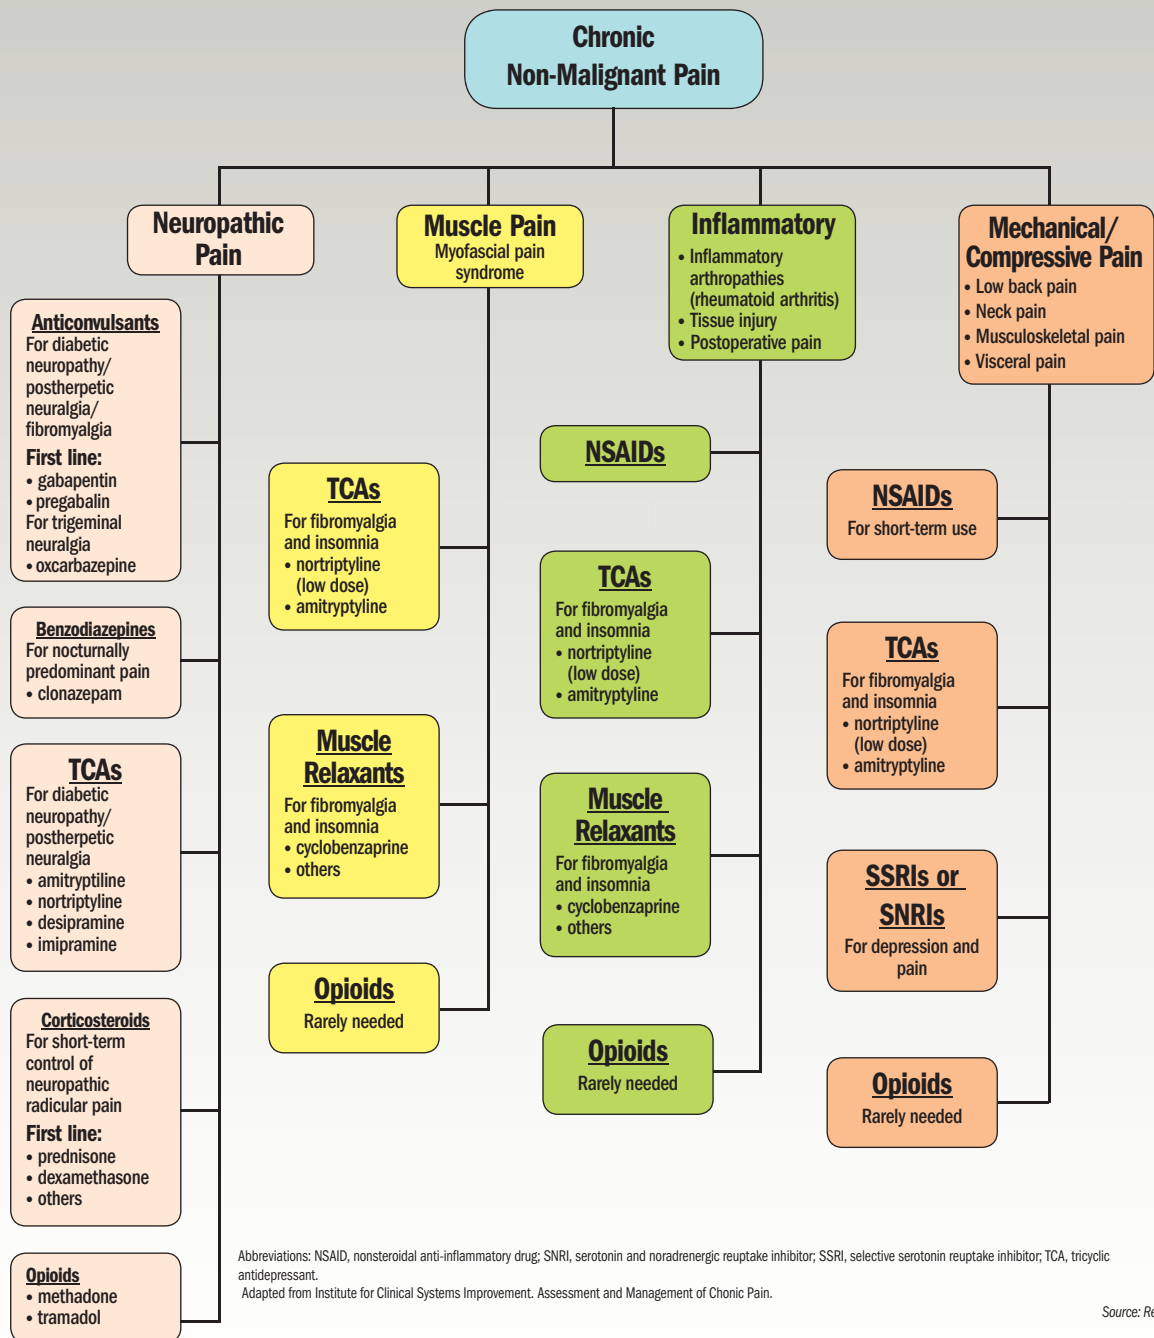 Chronic
Non-Malignant Pain
Neuropathic
Pain
Anticonvulsants
For diabetic
neuropathy/
postherpetic
neuralgia/
fibromyalgia
First line:
• gabapentin
• pregabalin
For trigeminal
neuralgia
• oxcarbazepine
Benzodiazepines
For nocturnally
predominant pain
• clonazepam
TCAs
For diabetic
neuropathy/
postherpetic
neuralgia
• amitryptiline
• nortriptyline
• desipramine
• imipramine
Corticosteroids
For short-term
control of
neuropathic
radicular pain
First line:
• prednisone
• dexamethasone
• others
Opioids
• methadone
• tramadol
Muscle Pain
Myofascial pain
syndrome
TCAs
For fibromyalgia
and insomnia
• nortriptyline
(low dose)
• amitryptyline
Muscle
Relaxants
For fibromyalgia
and insomnia
• cyclobenzaprine
• others
Opioids
Rarely needed
Inflammatory
• Inflammatory
arthropathies
(rheumatoid arthritis)
• Tissue injury
• Postoperative pain
NSAIDs
TCAs
For fibromyalgia
and insomnia
• nortriptyline
(low dose)
• amitryptyline
Muscle
Relaxants
For fibromyalgia
and insomnia
• cyclobenzaprine
• others
Opioids
Rarely needed
Mechanical/
Compressive Pain
• Low back pain
• Neck pain
• Musculoskeletal pain
• Visceral pain
NSAIDs
For short-term use
TCAs
For fibromyalgia
and insomnia
• nortriptyline
(low dose)
• amitryptyline
SSRIs or
SNRIs
For depression and
pain
Opioids
Rarely needed
Abbreviations: NSAID, nonsteroidal anti-inflammatory drug; SNRI, serotonin and noradrenergic reuptake inhibitor; SSRI, selective serotonin reuptake inhibitor; TCA, tricyclic
antidepressant.
Adapted from Institute for Clinical Systems Improvement. Assessment and Management of Chonic Pain.
Source: